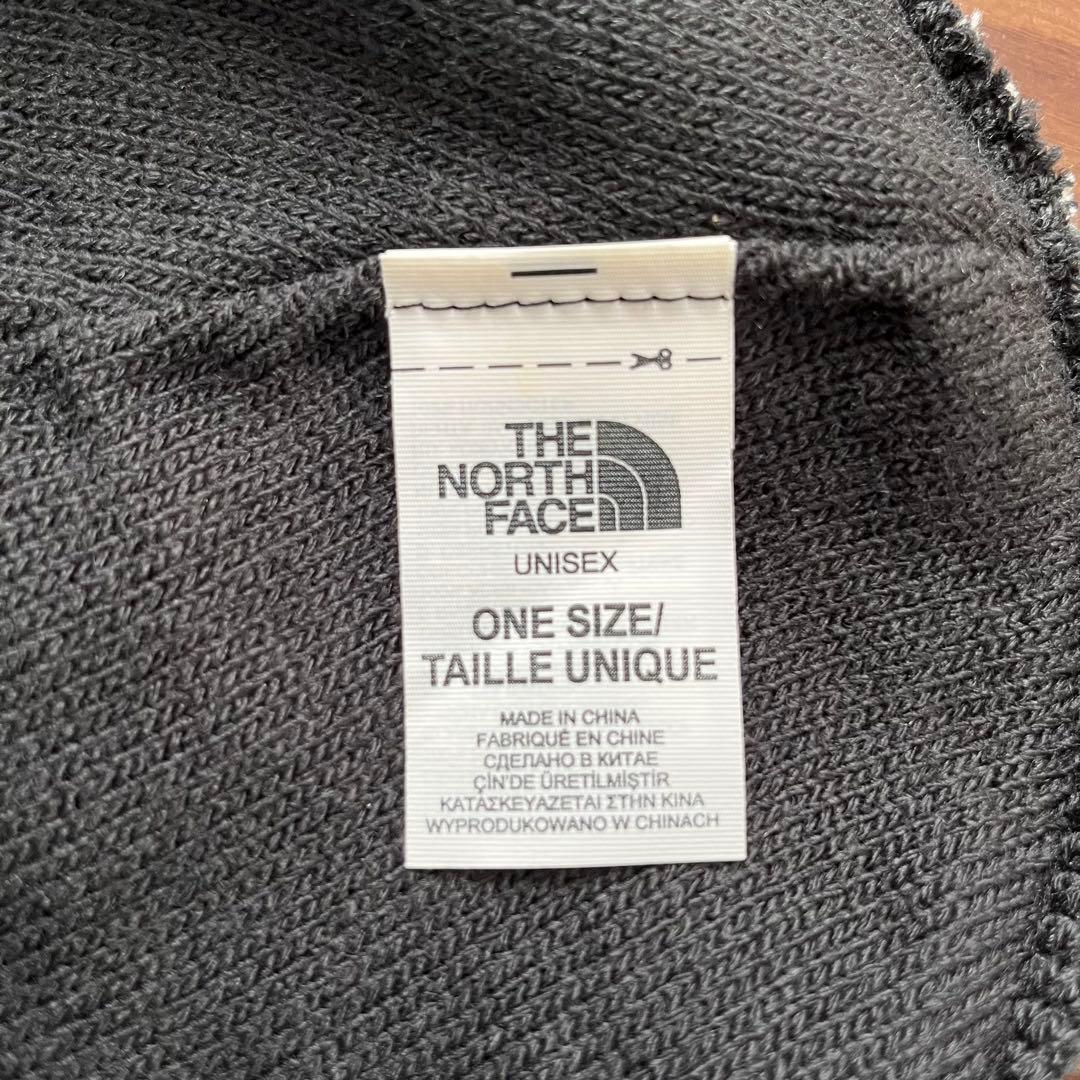 THE
NORTH
FACE
UNISEX
ONE SIZE/
TAILLE UNIQUE
MADE IN CHINA
FABRIQUÉ EN CHINE
СДЕЛАНО В КИТАЕ
ÇİN'DE ÜRETİLMİŞTİR
ΚΑΤΑΣΚΕΥΑΖΕΤΑΙ ΣΤΗΝ ΚΙΝΑ
WYPRODUKOWANO W CHINACH